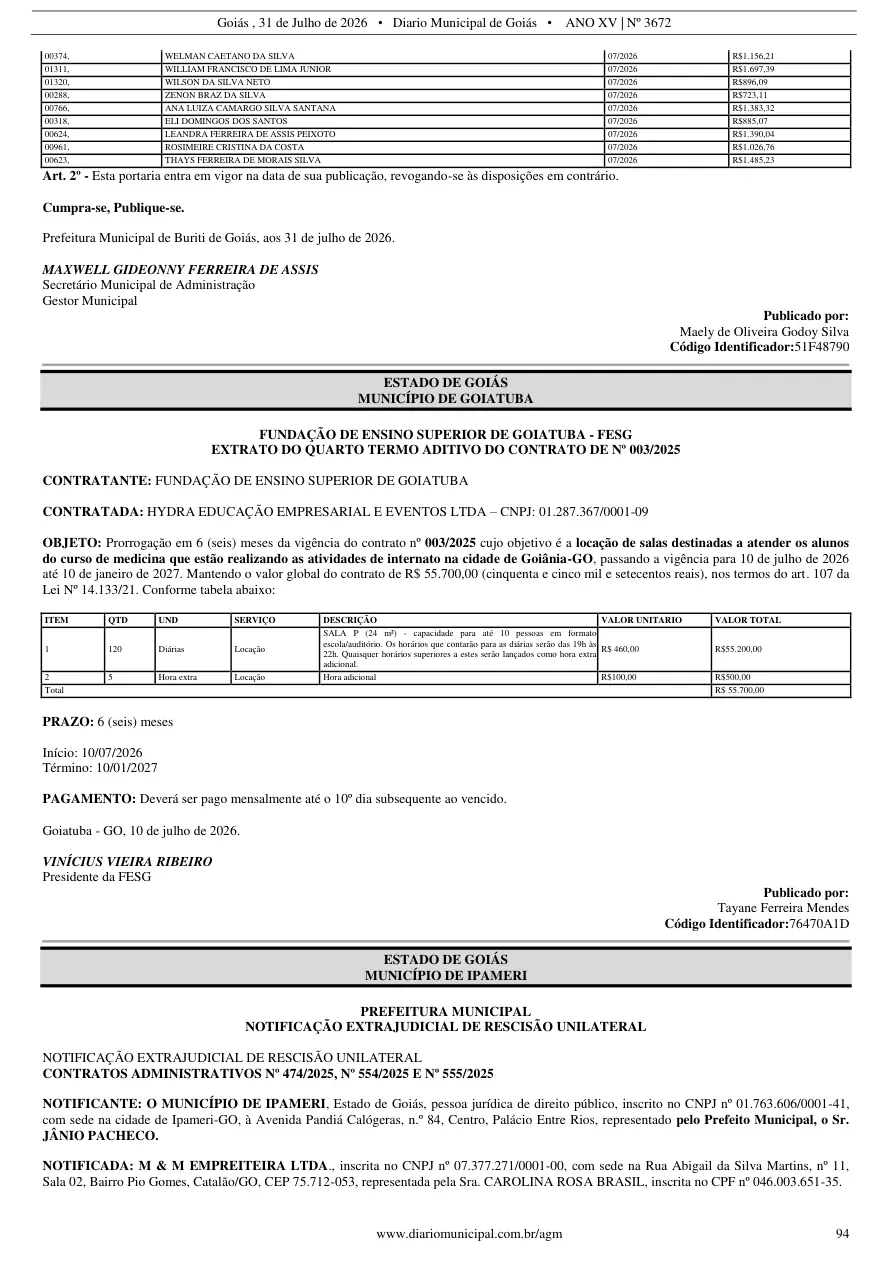 Goiás , 31 de Julho de 2026 • Diario Municipal de Goiás • ANO XV | Nº 3672
00374, WELMAN CAETANO DA SILVA 07/2026 R$1.156,21
01311, WILLIAM FRANCISCO DE LIMA JUNIOR 07/2026 R$1.697,39
01320, WILSON DA SILVA NETO 07/2026 R$896,09
00288, ZENON BRAZ DA SILVA 07/2026 R$723,11
00766, ANA LUIZA CAMARGO SILVA SANTANA 07/2026 R$1.383,32
00318, ELI DOMINGOS DOS SANTOS 07/2026 R$885,07
00624, LEANDRA FERREIRA DE ASSIS PEIXOTO 07/2026 R$1.390,04
00961, ROSIMEIRE CRISTINA DA COSTA 07/2026 R$1.026,76
00623, THAYS FERREIRA DE MORAIS SILVA 07/2026 R$1.485,23
Art. 2º - Esta portaria entra em vigor na data de sua publicação, revogando-se às disposições em contrário.
Cumpra-se, Publique-se.
Prefeitura Municipal de Buriti de Goiás, aos 31 de julho de 2026.
MAXWELL GIDEONNY FERREIRA DE ASSIS
Secretário Municipal de Administração
Gestor Municipal
Publicado por:
Maely de Oliveira Godoy Silva
Código Identificador:51F48790
ESTADO DE GOIÁS
MUNICÍPIO DE GOIATUBA
FUNDAÇÃO DE ENSINO SUPERIOR DE GOIATUBA - FESG
EXTRATO DO QUARTO TERMO ADITIVO DO CONTRATO DE Nº 003/2025
CONTRATANTE: FUNDAÇÃO DE ENSINO SUPERIOR DE GOIATUBA
CONTRATADA: HYDRA EDUCAÇÃO EMPRESARIAL E EVENTOS LTDA – CNPJ: 01.287.367/0001-09
OBJETO: Prorrogação em 6 (seis) meses da vigência do contrato nº 003/2025 cujo objetivo é a locação de salas destinadas a atender os alunos
do curso de medicina que estão realizando as atividades de internato na cidade de Goiânia-GO, passando a vigência para 10 de julho de 2026
até 10 de janeiro de 2027. Mantendo o valor global do contrato de R$ 55.700,00 (cinquenta e cinco mil e setecentos reais), nos termos do art. 107 da
Lei Nº 14.133/21. Conforme tabela abaixo:
ITEM QTD UND SERVIÇO DESCRIÇÃO VALOR UNITARIO VALOR TOTAL
SALA P (24 m²) - capacidade para até 10 pessoas em formato
escola/auditório. Os horários que contarão para as diárias serão das 19h às
1 120 Diárias Locação 22h. Quaisquer horários superiores a estes serão lançados como hora extra R$ 460,00 R$55.200,00
adicional.
2 5 Hora extra Locação Hora adicional R$100,00 R$500,00
Total R$ 55.700,00
PRAZO: 6 (seis) meses
Início: 10/07/2026
Término: 10/01/2027
PAGAMENTO: Deverá ser pago mensalmente até o 10º dia subsequente ao vencido.
Goiatuba - GO, 10 de julho de 2026.
VINÍCIUS VIEIRA RIBEIRO
Presidente da FESG
Publicado por:
Tayane Ferreira Mendes
Código Identificador:76470A1D
ESTADO DE GOIÁS
MUNICÍPIO DE IPAMERI
PREFEITURA MUNICIPAL
NOTIFICAÇÃO EXTRAJUDICIAL DE RESCISÃO UNILATERAL
NOTIFICAÇÃO EXTRAJUDICIAL DE RESCISÃO UNILATERAL
CONTRATOS ADMINISTRATIVOS Nº 474/2025, Nº 554/2025 E Nº 555/2025
NOTIFICANTE: O MUNICÍPIO DE IPAMERI, Estado de Goiás, pessoa jurídica de direito público, inscrito no CNPJ nº 01.763.606/0001-41,
com sede na cidade de Ipameri-GO, à Avenida Pandiá Calógeras, n.º 84, Centro, Palácio Entre Rios, representado pelo Prefeito Municipal, o Sr.
JÂNIO PACHECO.
NOTIFICADA: M & M EMPREITEIRA LTDA., inscrita no CNPJ nº 07.377.271/0001-00, com sede na Rua Abigail da Silva Martins, nº 11,
Sala 02, Bairro Pio Gomes, Catalão/GO, CEP 75.712-053, representada pela Sra. CAROLINA ROSA BRASIL, inscrita no CPF nº 046.003.651-35.
www.diariomunicipal.com.br/agm 94